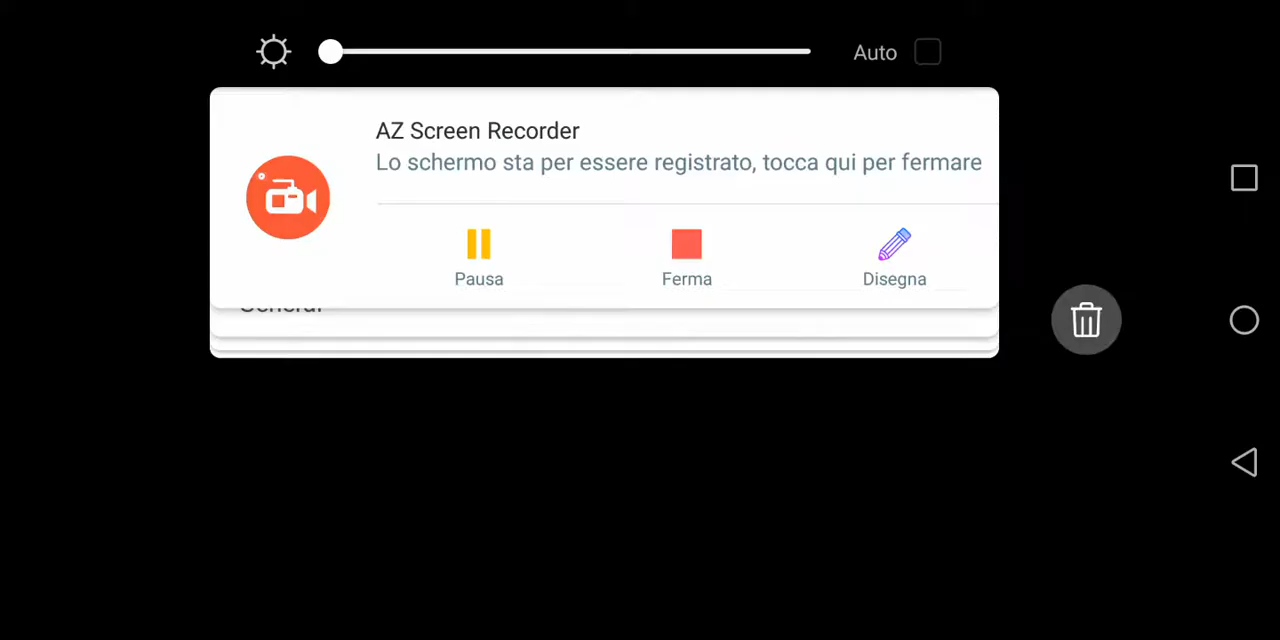 Auto
AZ Screen Recorder
Lo schermo sta per essere registrato, tocca qui per fermare
Pausa
Ferma
Disegna